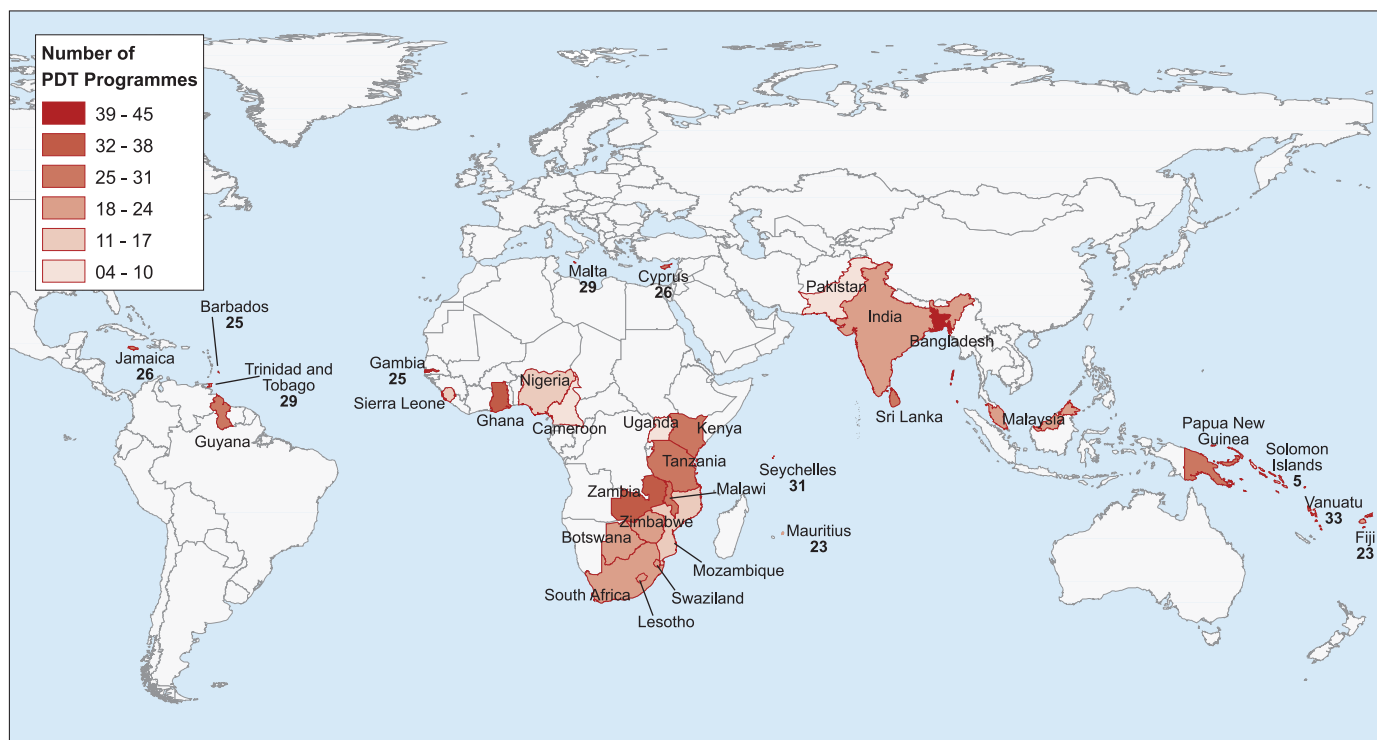 Number of
PDT Programmes
39 - 45
32 - 38
25 - 31
18 - 24
11 - 17
04 - 10
Malta
29
Cyprus
26
Pakistan
India
Bangladesh
Barbados
25
Jamaica
26
Trinidad and
Tobago
29
Guyana
Gambia
25
Sierra Leone
Ghana
Nigeria
Cameroon
Uganda
Kenya
Tanzania
Sri Lanka
Malaysia
Papua New
Guinea
Solomon
Islands
5
Vanuatu
33
Fiji
23
Seychelles
31
Zambia
Malawi
Zimbabwe
Botswana
Mauritius
23
Mozambique
South Africa
Swaziland
Lesotho